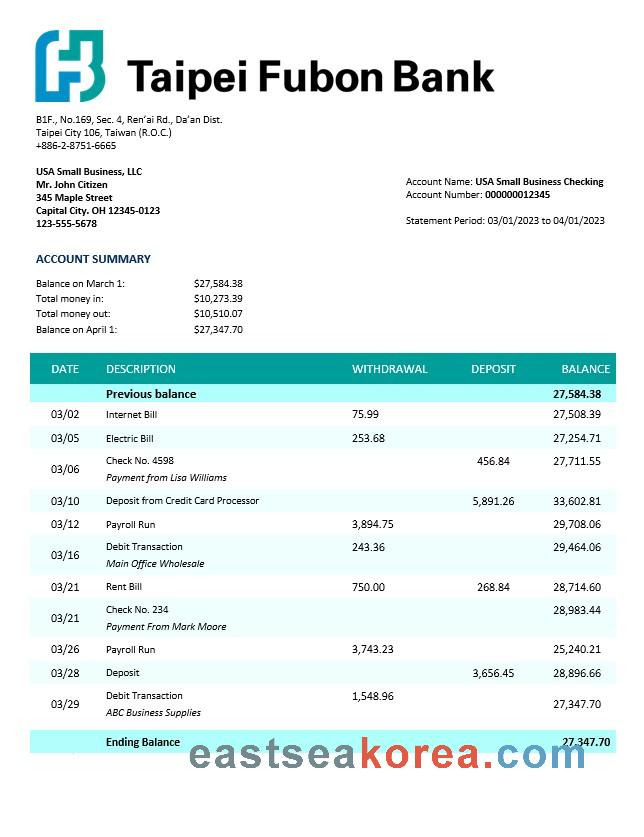 Taipei Fubon Bank
B1F., No.169, Sec. 4, Ren'ai Rd., Da'an Dist.
Taipei City 106, Taiwan (R.O.C.)
+886-2-8751-6665
USA Small Business, LLC
Mr. John Citizen
345 Maple Street
Capital City. OH 12345-0123
123-555-5678
Account Name: USA Small Business Checking
Account Number: 000000012345
Statement Period: 03/01/2023 to 04/01/2023
ACCOUNT SUMMARY
Balance on March 1: $27,584.38
Total money in: $10,273.39
Total money out: $10,510.07
Balance on April 1: $27,347.70
DATE DESCRIPTION WITHDRAWAL DEPOSIT BALANCE
Previous balance 27,584.38
03/02 Internet Bill 75.99 27,508.39
03/05 Electric Bill 253.68 27,254.71
03/06 Check No. 4598 456.84 27,711.55
Payment from Lisa Williams
03/10 Deposit from Credit Card Processor 5,891.26 33,602.81
03/12 Payroll Run 3,894.75 29,708.06
03/16 Debit Transaction 243.36 29,464.06
Main Office Wholesale
03/21 Rent Bill 750.00 268.84 28,714.60
03/21 Check No. 234 28,983.44
Payment From Mark Moore
03/26 Payroll Run 3,743.23 25,240.21
03/28 Deposit 3,656.45 28,896.66
03/29 Debit Transaction 1,548.96 27,347.70
ABC Business Supplies
Ending Balance 27,347.70
eastseakorea.com